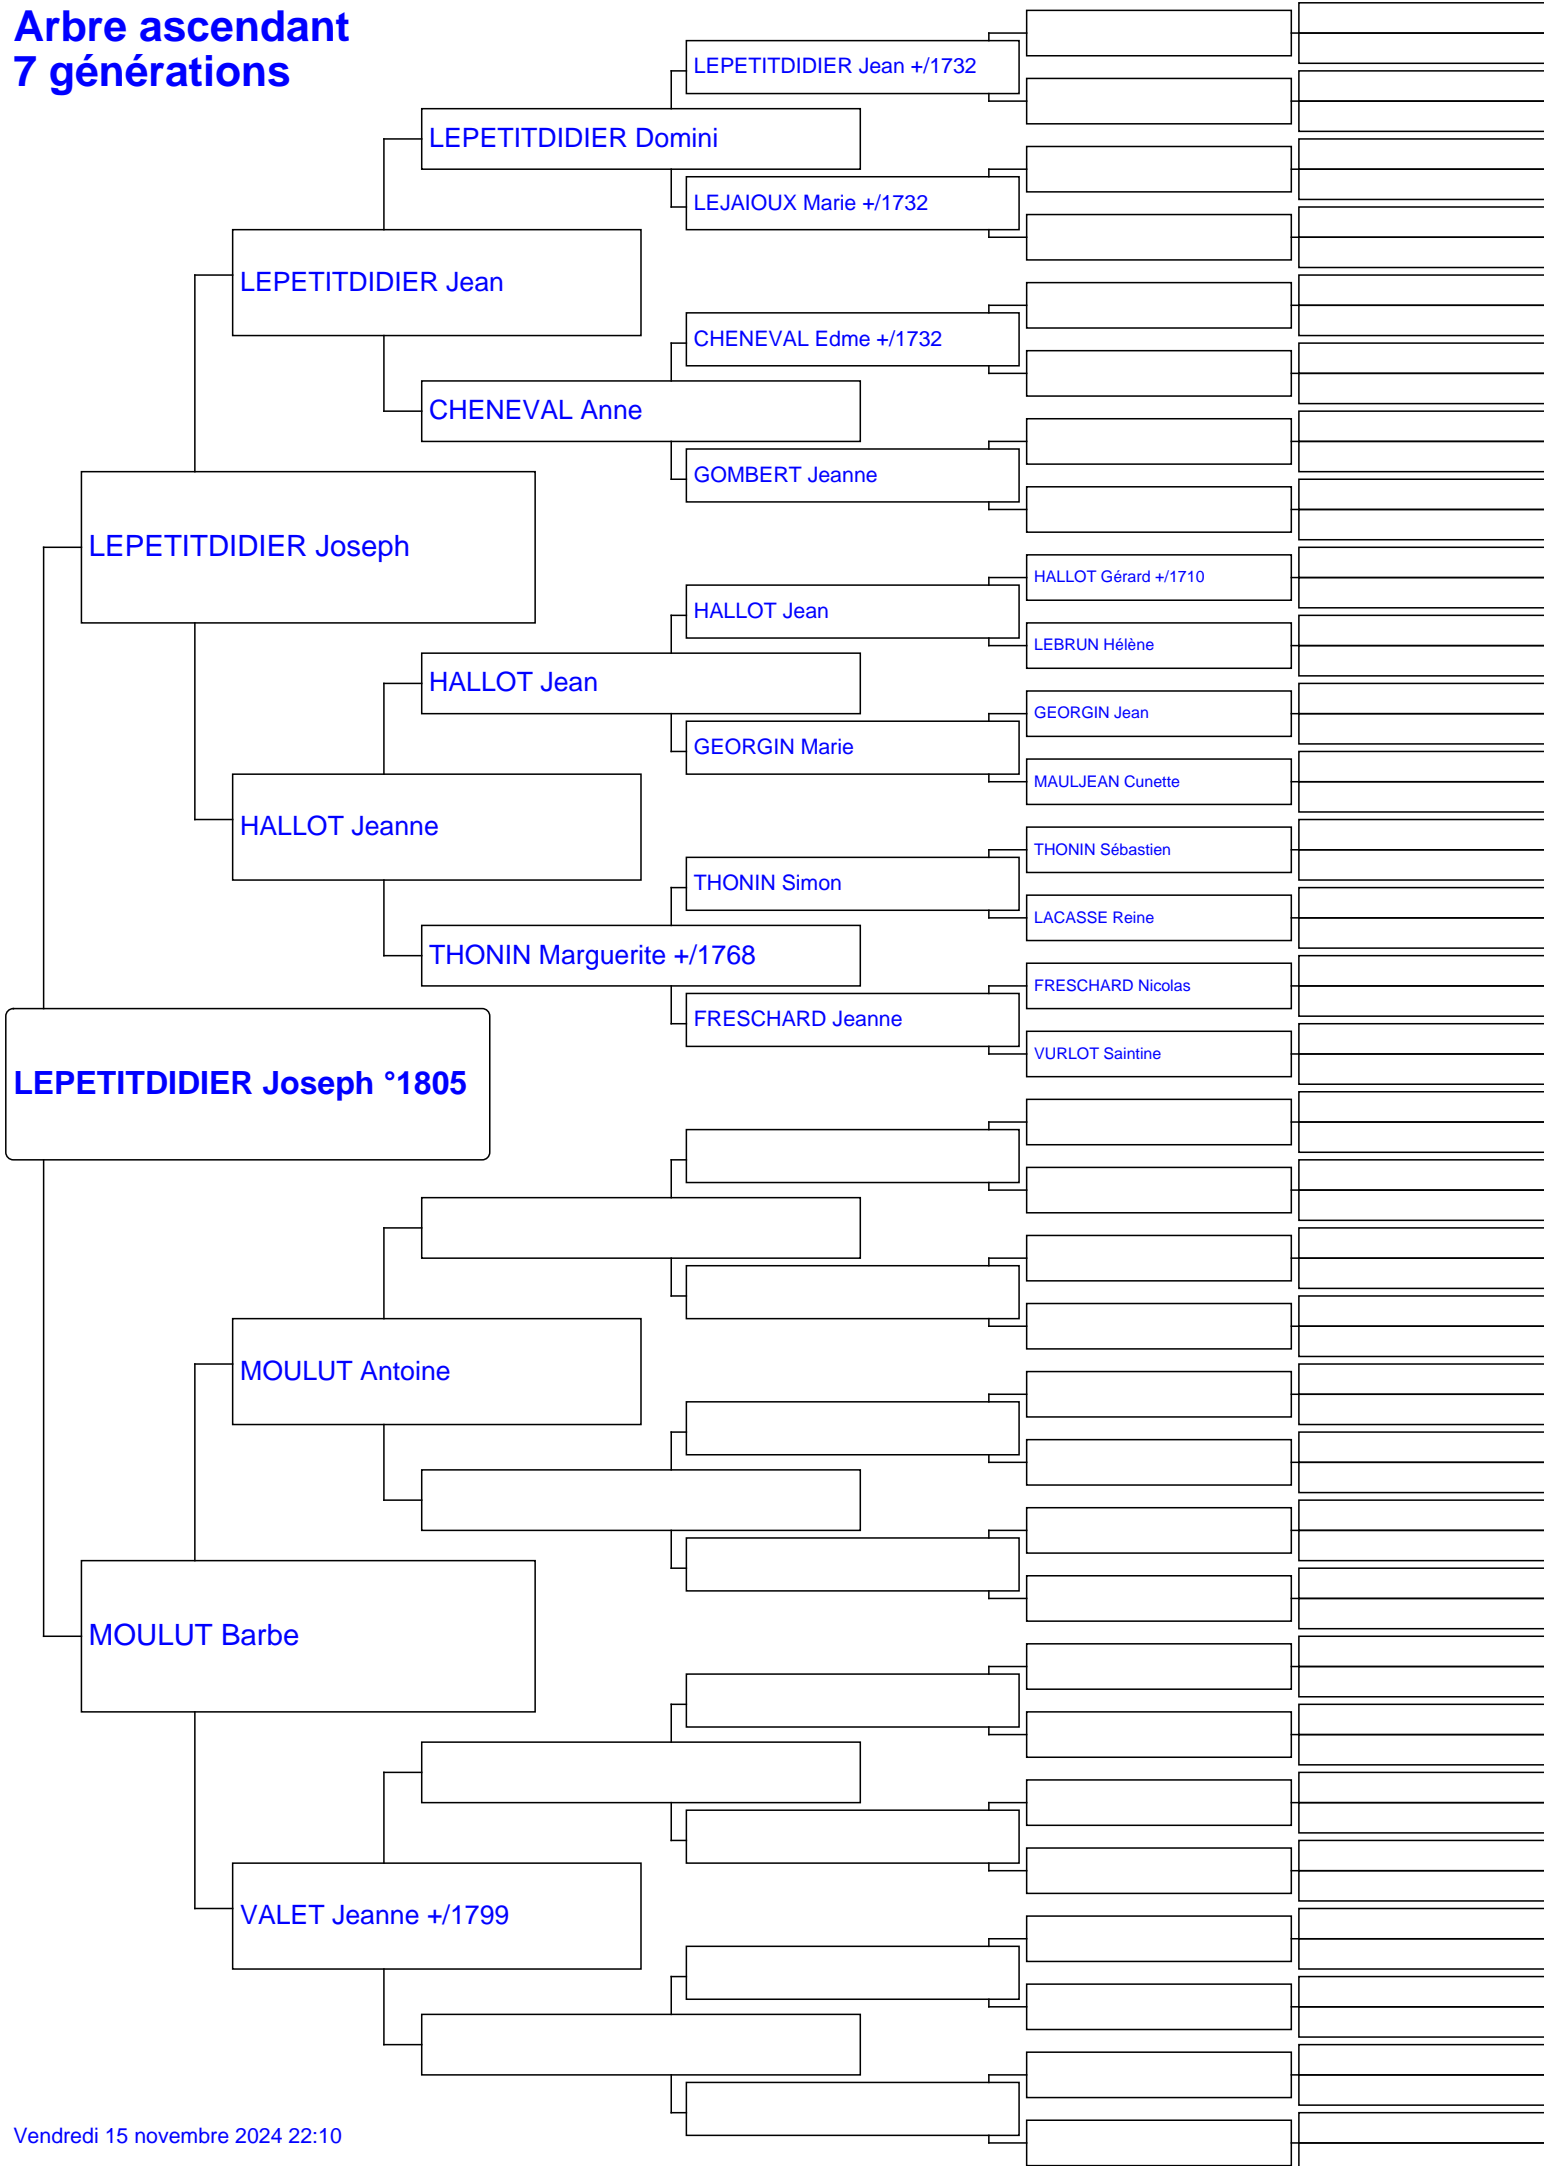 Arbre ascendant
7 générations
LEPETITDIDIER Jean +/1732
LEPETITDIDIER Domini
LEJAIOUX Marie +/1732
LEPETITDIDIER Jean
CHENEVAL Edme +/1732
CHENEVAL Anne
GOMBERT Jeanne
LEPETITDIDIER Joseph
HALLOT Gérard +/1710
HALLOT Jean
LEBRUN Hélène
HALLOT Jean
GEORGIN Jean
GEORGIN Marie
MAULJEAN Cunette
HALLOT Jeanne
THONIN Sébastien
THONIN Simon
LACASSE Reine
THONIN Marguerite +/1768
FRESCHARD Nicolas
FRESCHARD Jeanne
VURLOT Saintine
LEPETITDIDIER Joseph °1805
MOULUT Antoine
MOULUT Barbe
VALET Jeanne +/1799
Vendredi 15 novembre 2024 22:10